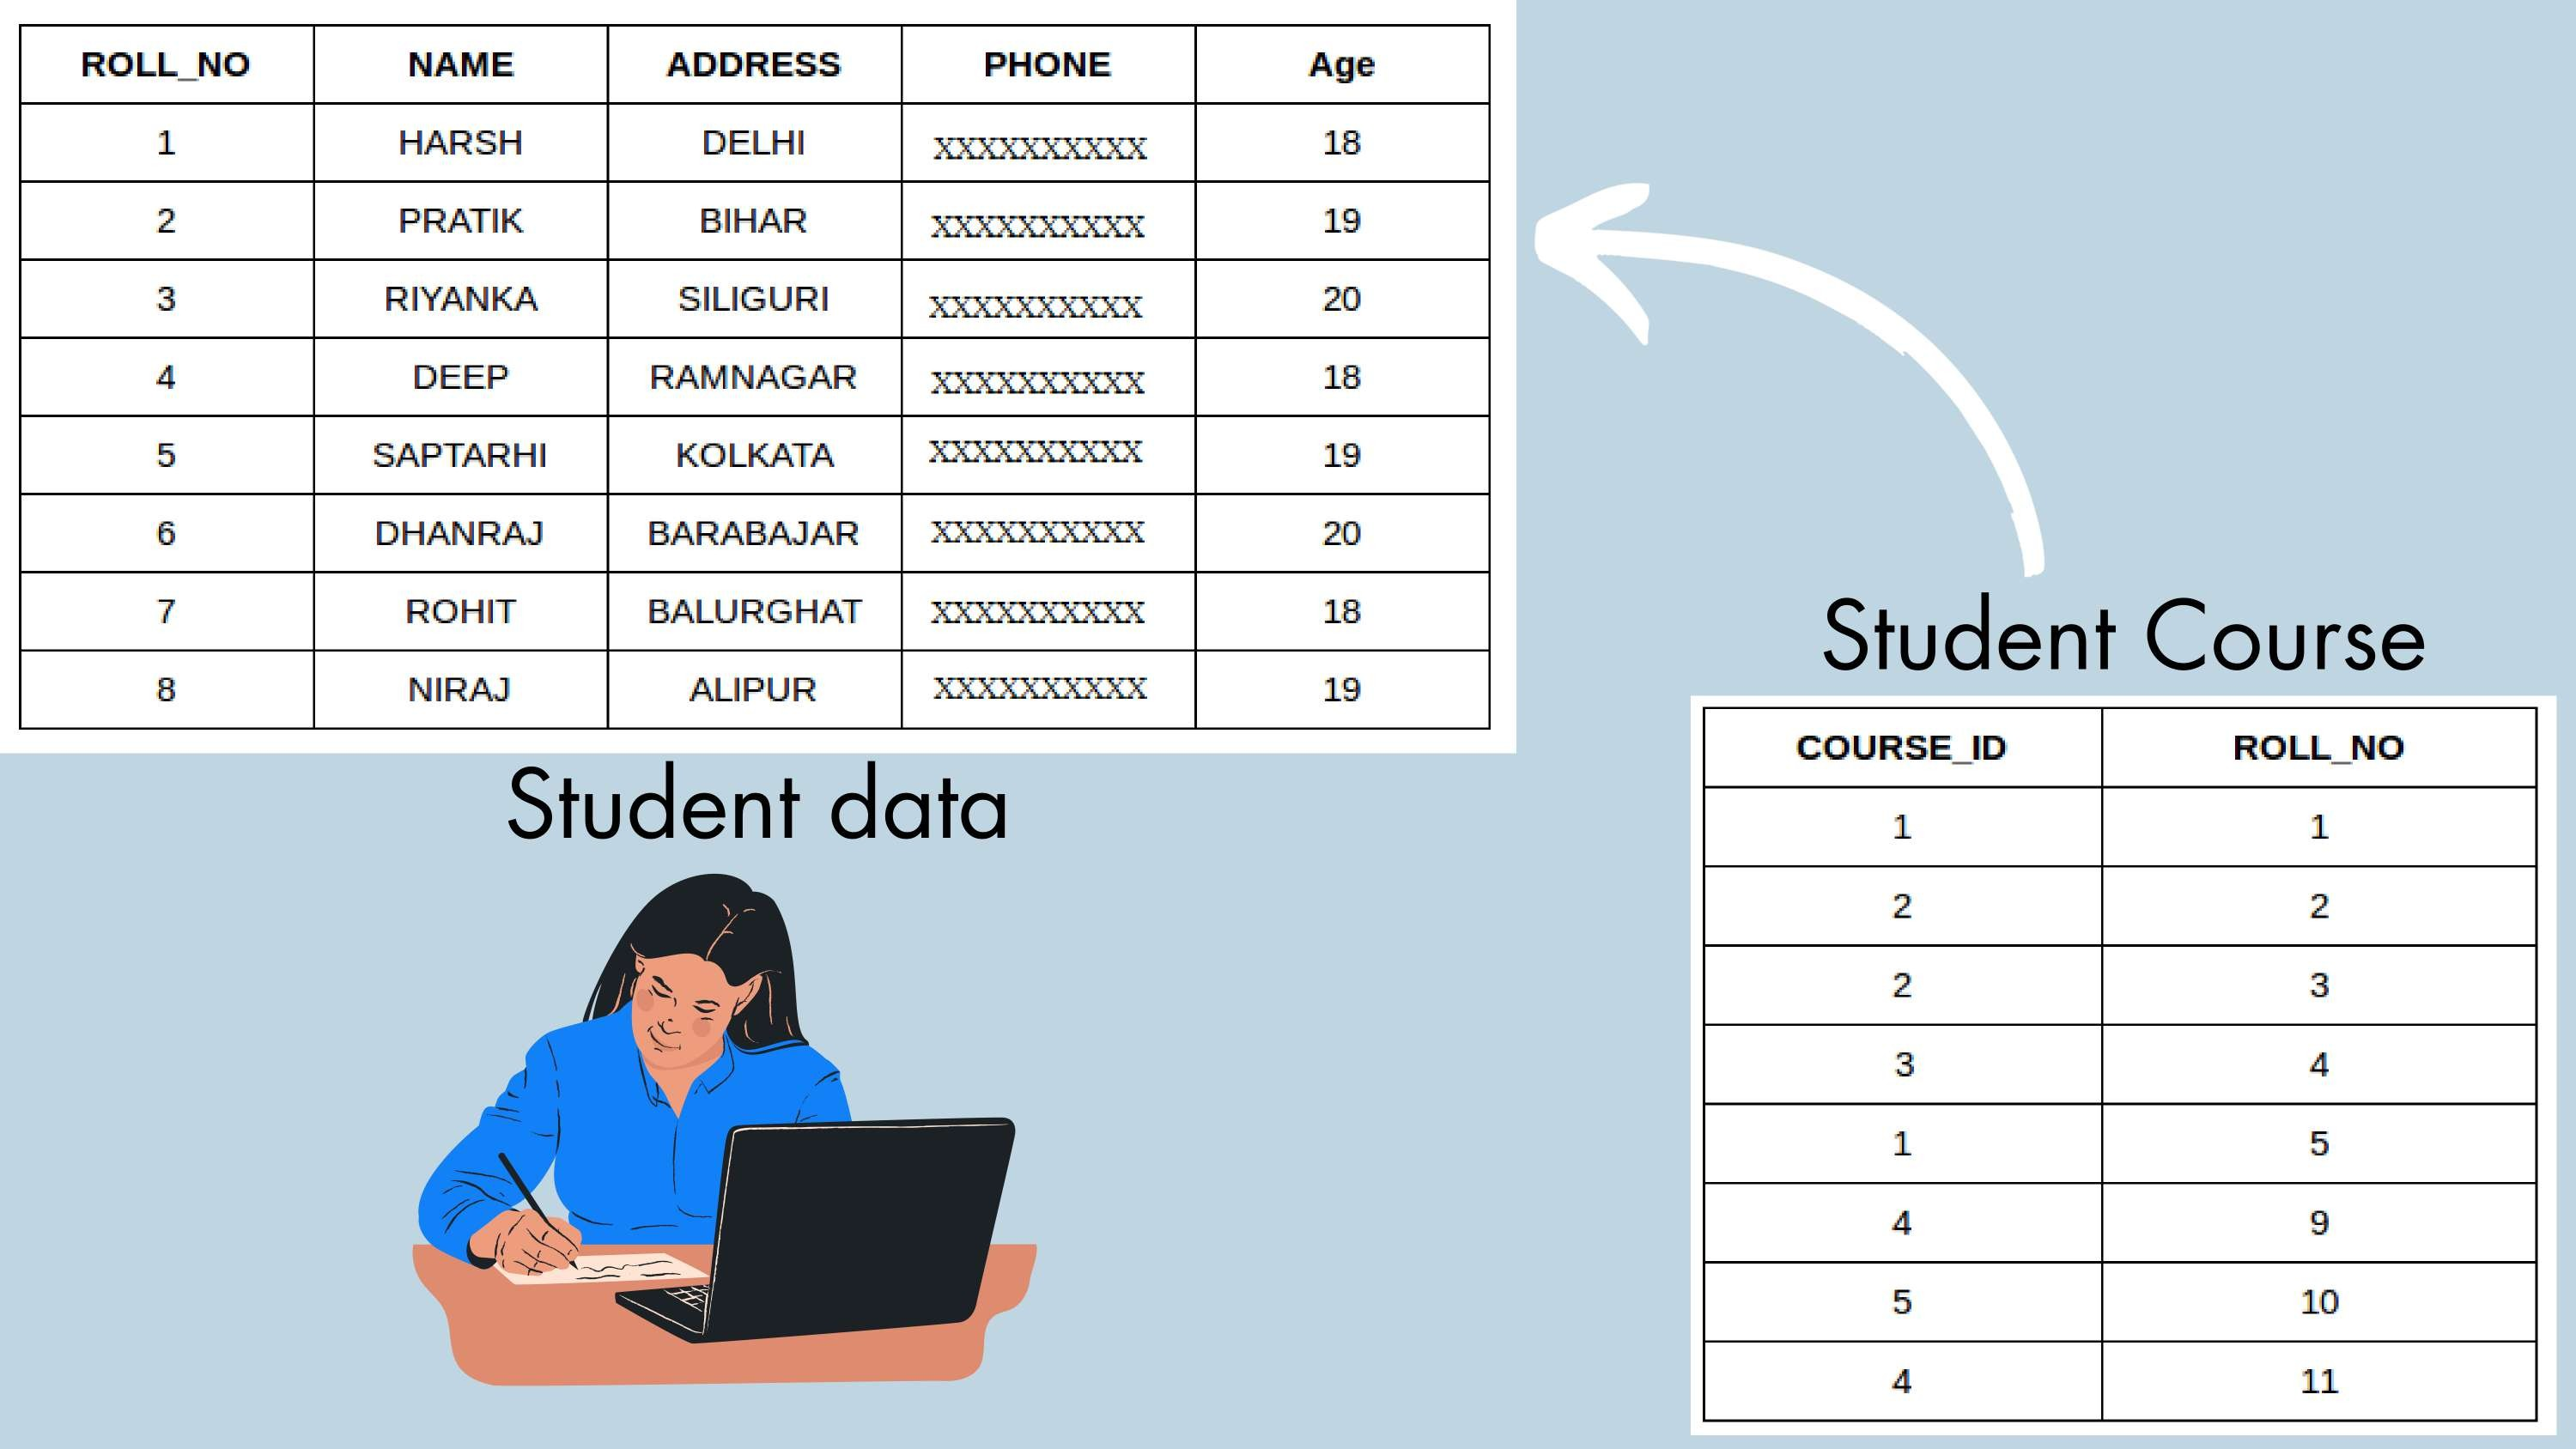 ROLL_NO NAME ADDRESS PHONE Age
1 HARSH DELHI XXXXXXXXXX 18
2 PRATIK BIHAR XXXXXXXXXX 19
3 RIYANKA SILIGURI XXXXXXXXXX 20
4 DEEP RAMNAGAR XXXXXXXXXX 18
5 SAPTARHI KOLKATA XXXXXXXXXX 19
6 DHANRAJ BARABAJAR XXXXXXXXXX 20
7 ROHIT BALURGHAT XXXXXXXXXX 18
8 NIRAJ ALIPUR XXXXXXXXXX 19
Student data
Student Course
COURSE_ID ROLL_NO
1 1
2 2
2 3
3 4
1 5
4 9
5 10
4 11